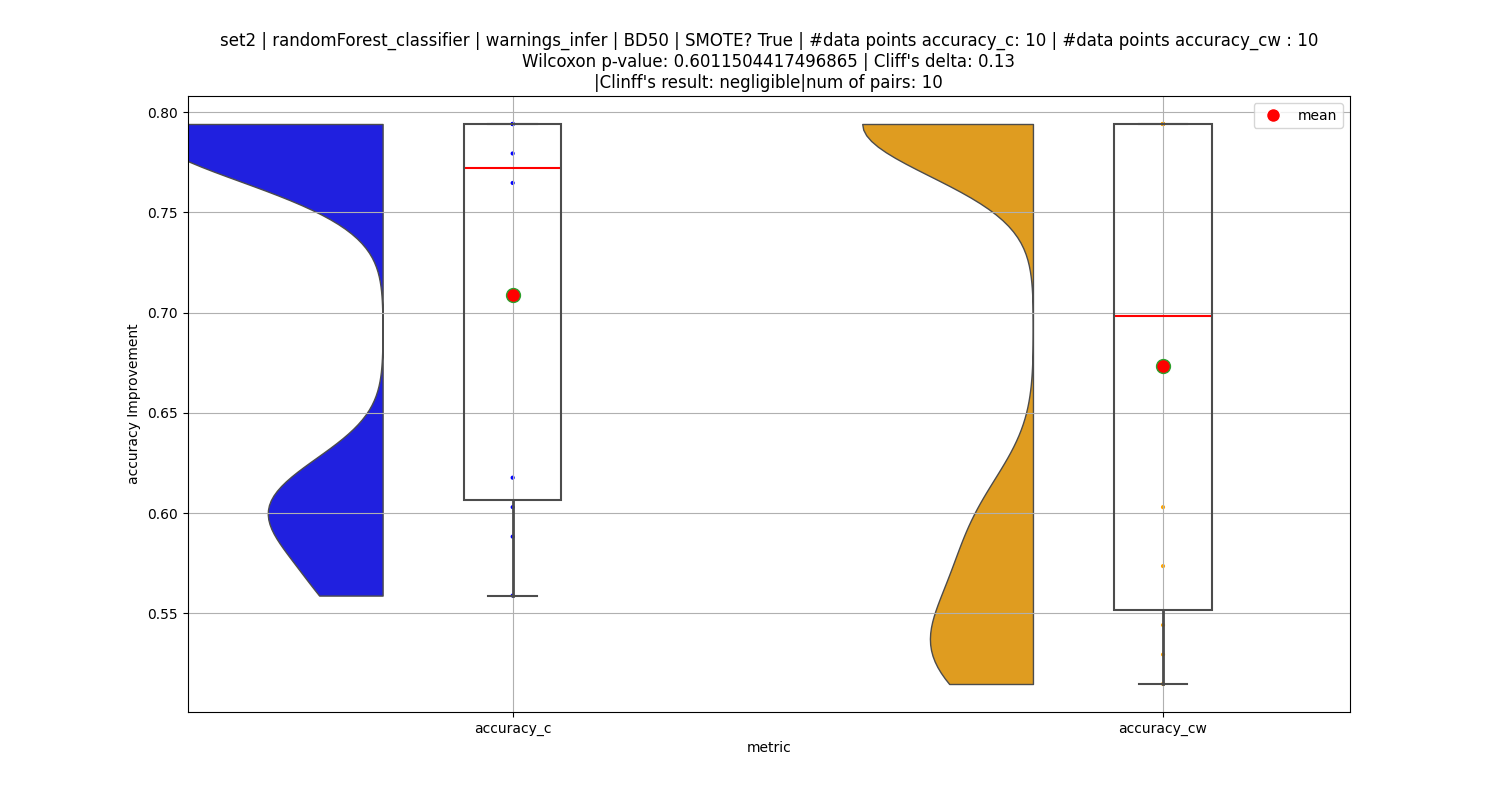 set2 | randomForest_classifier | warnings_infer | BD50 | SMOTE? True | #data points accuracy_c: 10 | #data points accuracy_cw : 10
Wilcoxon p-value: 0.6011504417496865 | Cliff's delta: 0.13
|Clinff's result: negligible|num of pairs: 10
mean
0.80
0.75
0.70
0.65
0.60
0.55
accuracy Improvement
accuracy_c
accuracy_cw
metric